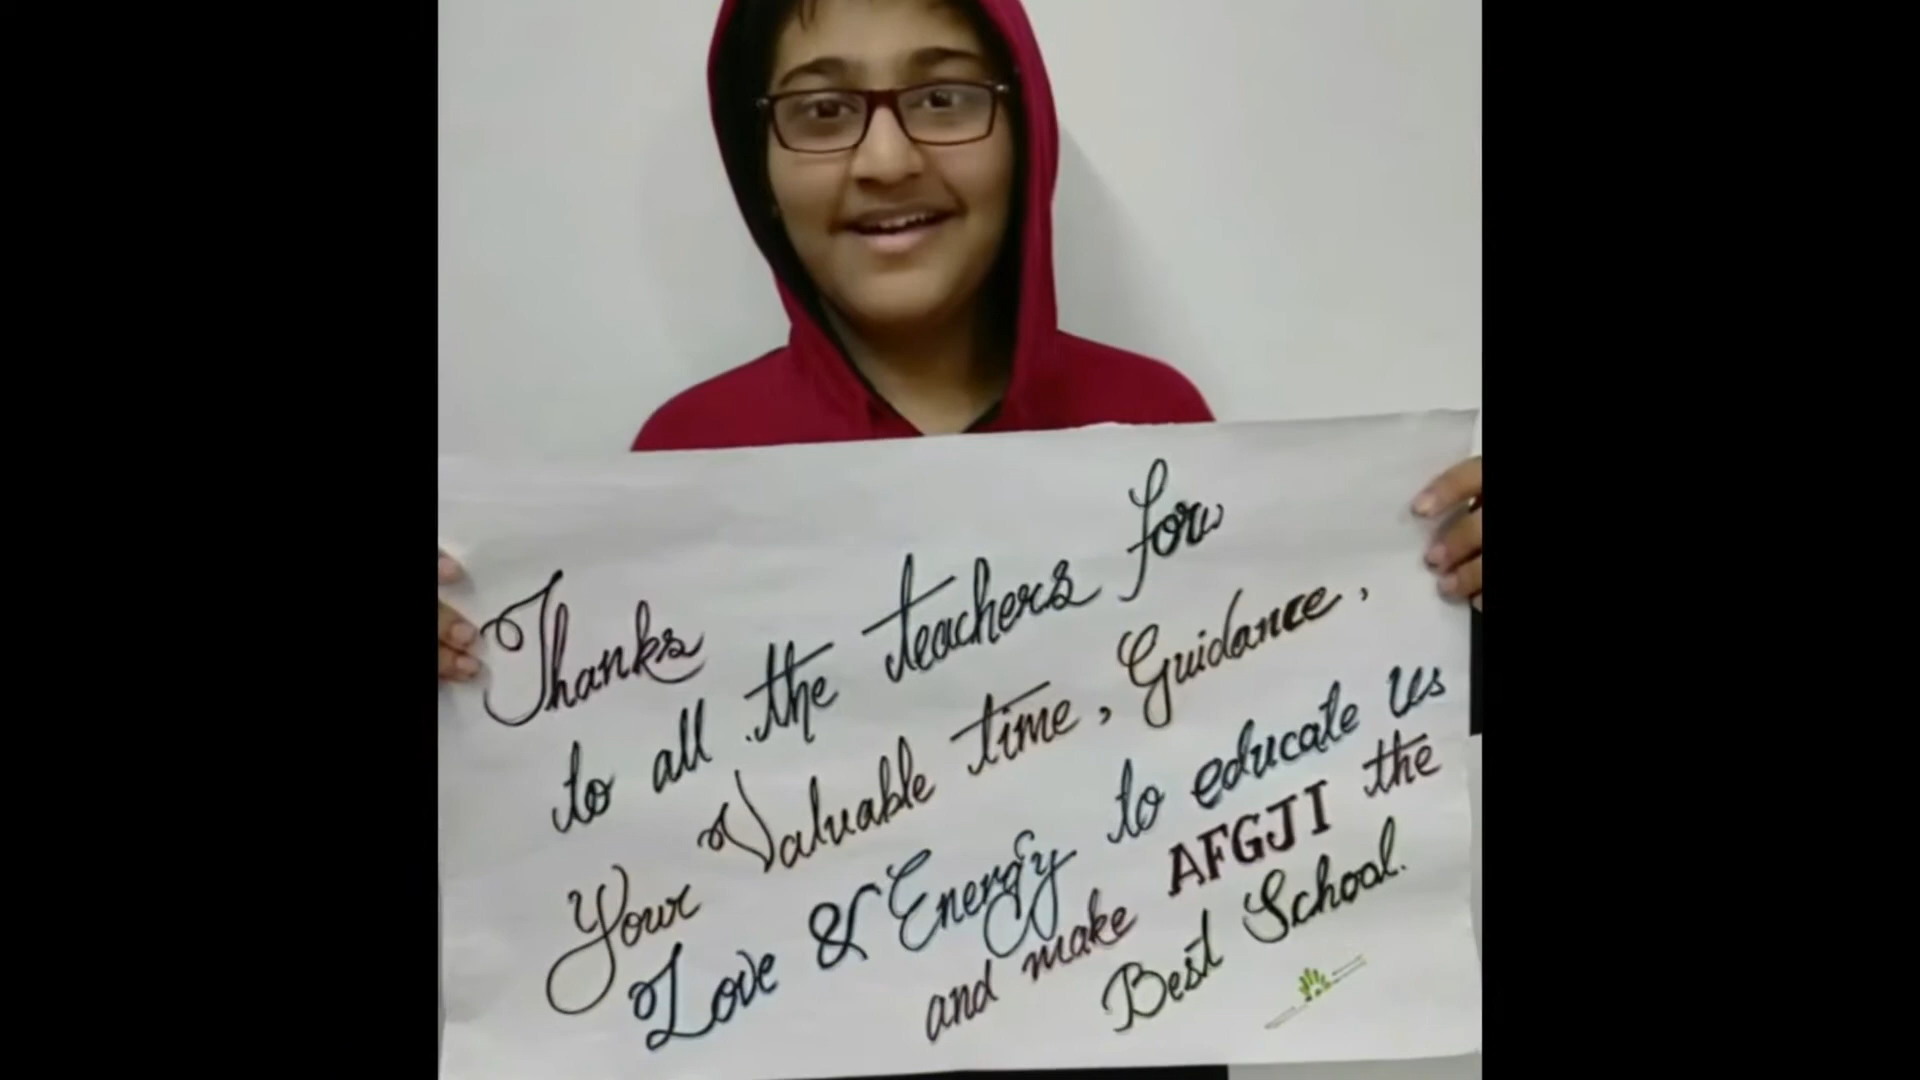 Thanks
to all the teachers for
Your Valuable time, Guidance,
Love & Energy to educate us
and make AFGJI the
Best School.